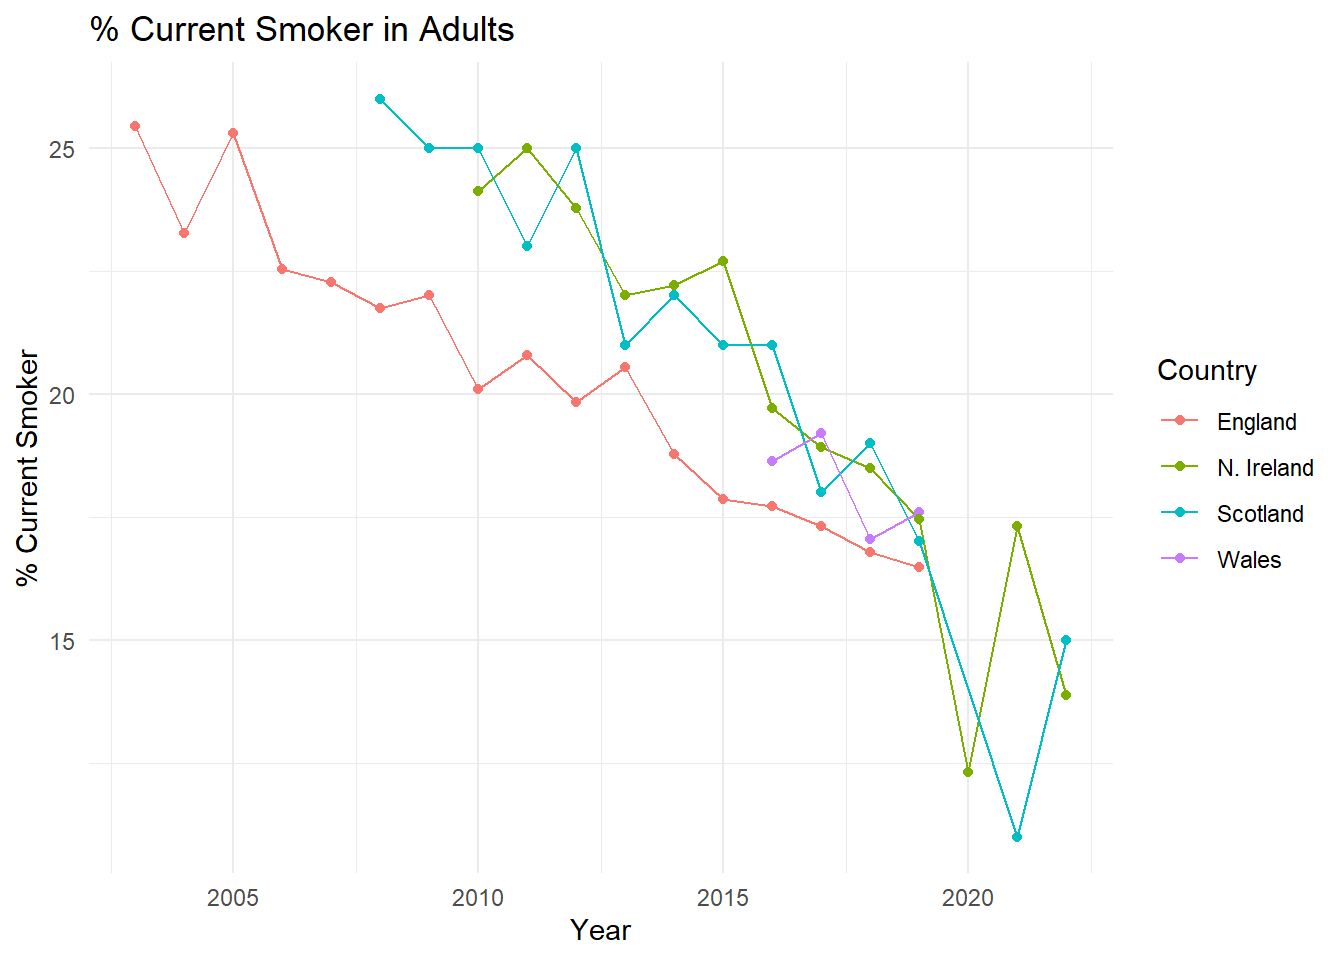 % Current Smoker in Adults
25
20
15
% Current Smoker
2005
2010
2015
2020
Year
Country
England
N. Ireland
Scotland
Wales